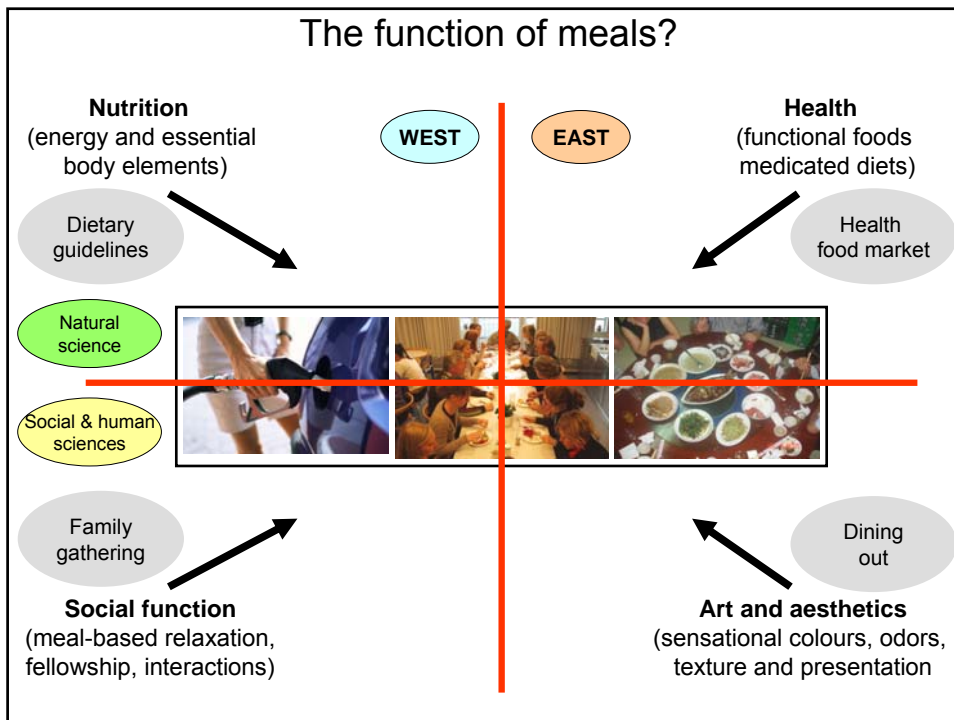 The function of meals?
Nutrition
(energy and essential
body elements)
WEST
EAST
Health
(functional foods
medicated diets)
Dietary
guidelines
Health
food market
Natural
science
Social & human
sciences
Family
gathering
Dining
out
Social function
(meal-based relaxation,
fellowship, interactions)
Art and aesthetics
(sensational colours, odors,
texture and presentation